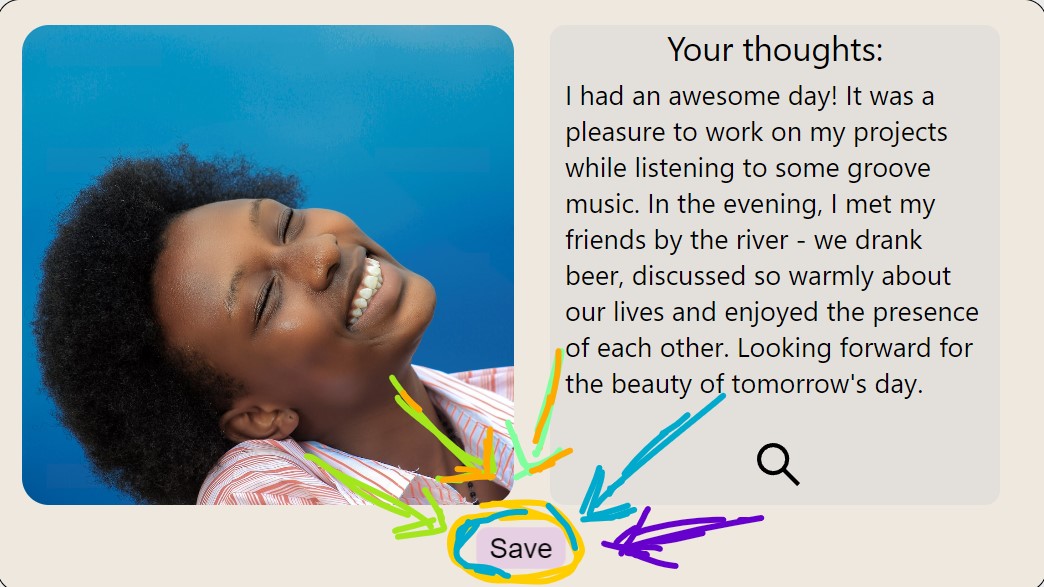 Your thoughts:
I had an awesome day! It was a
pleasure to work on my projects
while listening to some groove
music. In the evening, I met my
friends by the river - we drank
beer, discussed so warmly about
our lives and enjoyed the presence
of each other. Looking forward for
the beauty of tomorrow's day.
Save